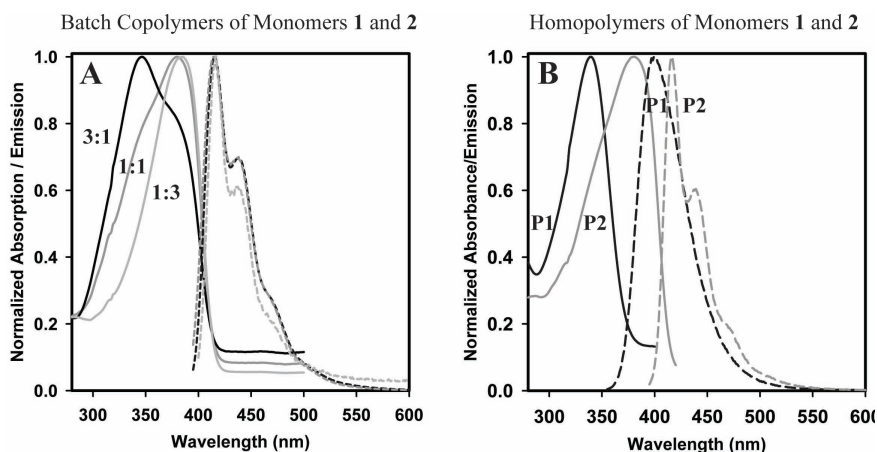 Batch Copolymers of Monomers 1 and 2
A
3:1
1:1
1:3
Normalized Absorption / Emission
1.0
0.8
0.6
0.4
0.2
0.0
300 350 400 450 500 550 600
Wavelength (nm)
Homopolymers of Monomers 1 and 2
B
P1 P2
P1 P2
Normalized Absorbance/Emission
1.0
0.8
0.6
0.4
0.2
0.0
300 350 400 450 500 550 600
Wavelength (nm)